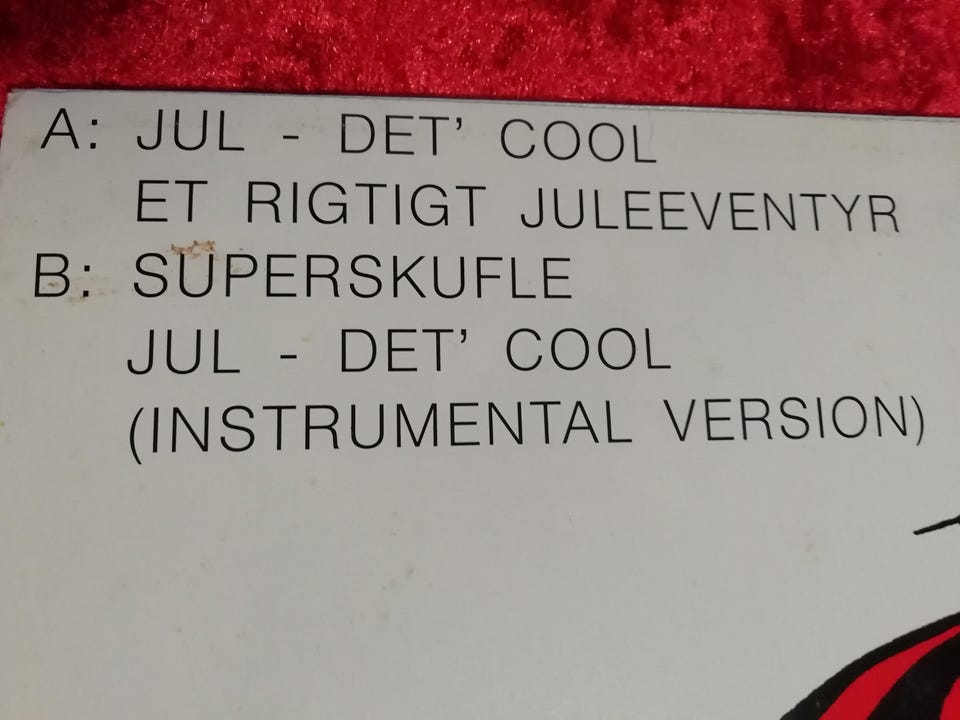 A: JUL - DET' COOL
ET RIGTIGT JULEEVENTYR
B: SUPERSKUFLE
JUL - DET' COOL
(INSTRUMENTAL VERSION)